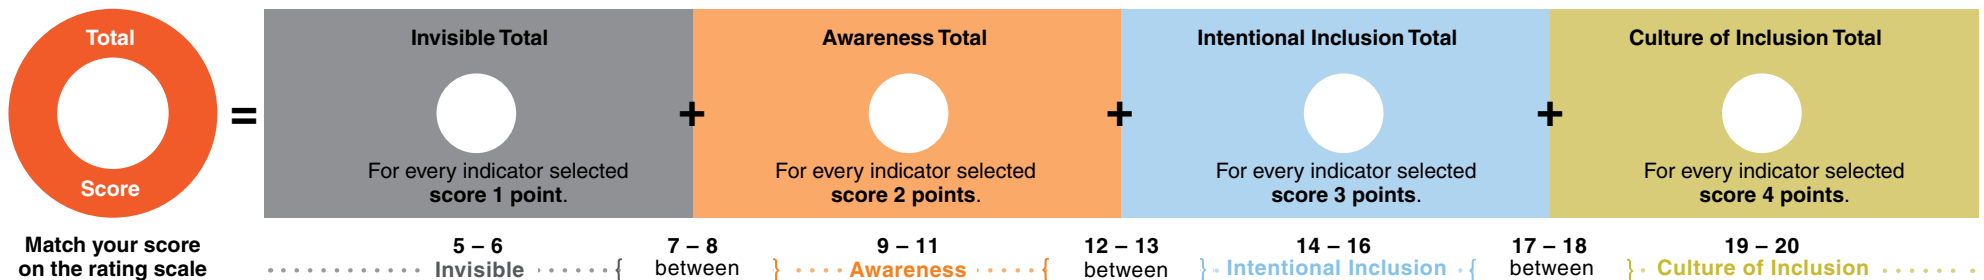 Total
Score
Match your score
on the rating scale
=
Invisible Total
For every indicator selected
score 1 point.
+
Awareness Total
For every indicator selected
score 2 points.
+
Intentional Inclusion Total
For every indicator selected
score 3 points.
+
Culture of Inclusion Total
For every indicator selected
score 4 points.
5 – 6
Invisible
7 – 8
between
9 – 11
Awareness
12 – 13
between
14 – 16
Intentional Inclusion
17 – 18
between
19 – 20
Culture of Inclusion